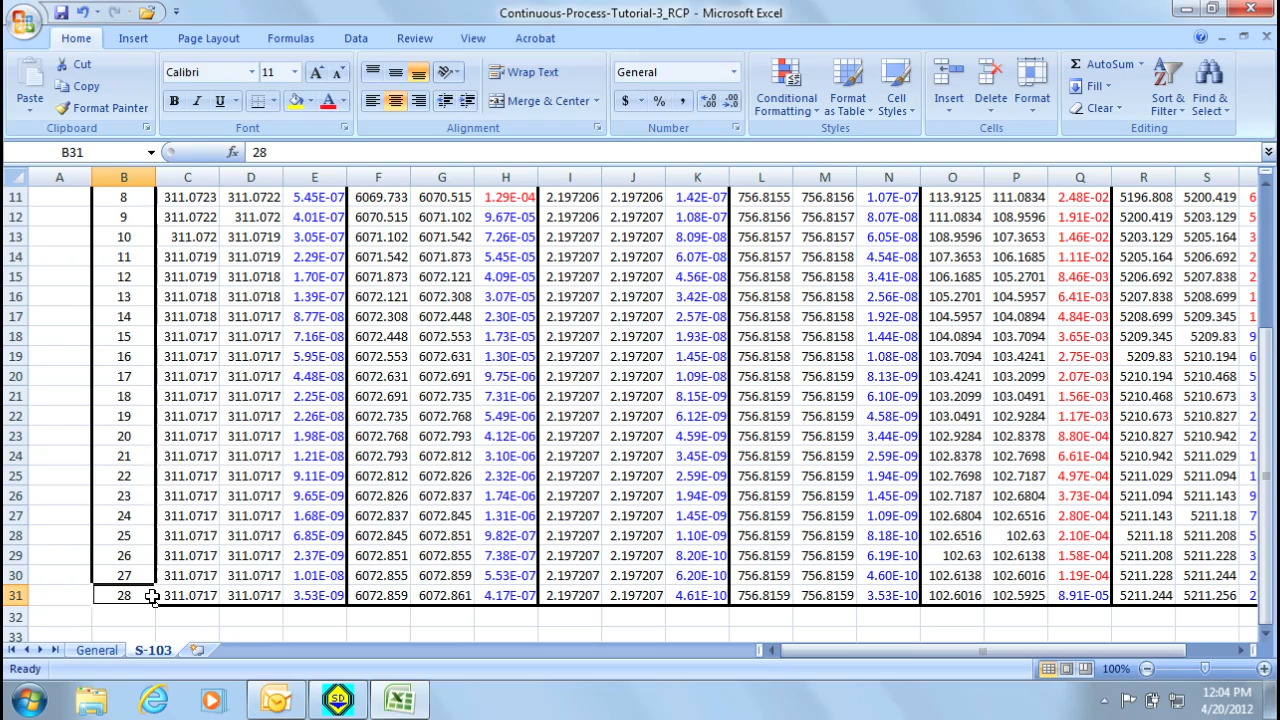 Continuous-Process-Tutorial-3_RCP - Microsoft Excel
Home Insert Page Layout Formulas Data Review View Acrobat
Paste Cut Copy Format Painter
Calibri 11 A A B I U A
Wrap Text Merge & Center
General $ % ,
Conditional Formatting Format as Table Cell Styles
Insert Delete Format
AutoSum Fill Clear Sort & Filter Find & Select
Clipboard Font Alignment Number Styles Cells Editing
B31 fx 28
A B C D E F G H I J K L M N O P Q R S
11 8 311.0723 311.0722 5.45E-07 6069.733 6070.515 1.29E-04 2.197206 2.197206 1.42E-07 756.8155 756.8156 1.07E-07 113.9125 111.0834 2.48E-02 5196.808 5200.419 6
12 9 311.0722 311.072 4.01E-07 6070.515 6071.102 9.67E-05 2.197206 2.197207 1.08E-07 756.8156 756.8157 8.07E-08 111.0834 108.9596 1.91E-02 5200.419 5203.129 5
13 10 311.072 311.0719 3.05E-07 6071.102 6071.542 7.26E-05 2.197207 2.197207 8.09E-08 756.8157 756.8157 6.05E-08 108.9596 107.3653 1.46E-02 5203.129 5205.164 3
14 11 311.0719 311.0719 2.29E-07 6071.542 6071.873 5.45E-05 2.197207 2.197207 6.07E-08 756.8157 756.8158 4.54E-08 107.3653 106.1685 1.11E-02 5205.164 5206.692 2
15 12 311.0719 311.0718 1.70E-07 6071.873 6072.121 4.09E-05 2.197207 2.197207 4.56E-08 756.8158 756.8158 3.41E-08 106.1685 105.2701 8.46E-03 5206.692 5207.838 2
16 13 311.0718 311.0718 1.39E-07 6072.121 6072.308 3.07E-05 2.197207 2.197207 3.42E-08 756.8158 756.8158 2.56E-08 105.2701 104.5957 6.41E-03 5207.838 5208.699 1
17 14 311.0718 311.0717 8.77E-08 6072.308 6072.448 2.30E-05 2.197207 2.197207 2.57E-08 756.8158 756.8158 1.92E-08 104.5957 104.0894 4.84E-03 5208.699 5209.345 1
18 15 311.0717 311.0717 7.16E-08 6072.448 6072.553 1.73E-05 2.197207 2.197207 1.93E-08 756.8158 756.8158 1.44E-08 104.0894 103.7094 3.65E-03 5209.345 5209.83 9
19 16 311.0717 311.0717 5.95E-08 6072.553 6072.631 1.30E-05 2.197207 2.197207 1.45E-08 756.8158 756.8158 1.08E-08 103.7094 103.4241 2.75E-03 5209.83 5210.194 6
20 17 311.0717 311.0717 4.48E-08 6072.631 6072.691 9.75E-06 2.197207 2.197207 1.09E-08 756.8158 756.8159 8.13E-09 103.4241 103.2099 2.07E-03 5210.194 5210.468 5
21 18 311.0717 311.0717 2.25E-08 6072.691 6072.735 7.31E-06 2.197207 2.197207 8.15E-09 756.8159 756.8159 6.10E-09 103.2099 103.0491 1.56E-03 5210.468 5210.673 3
22 19 311.0717 311.0717 2.26E-08 6072.735 6072.768 5.49E-06 2.197207 2.197207 6.12E-09 756.8159 756.8159 4.58E-09 103.0491 102.9284 1.17E-03 5210.673 5210.827 2
23 20 311.0717 311.0717 1.98E-08 6072.768 6072.793 4.12E-06 2.197207 2.197207 4.59E-09 756.8159 756.8159 3.44E-09 102.9284 102.8378 8.80E-04 5210.827 5210.942 2
24 21 311.0717 311.0717 1.21E-08 6072.793 6072.812 3.10E-06 2.197207 2.197207 3.45E-09 756.8159 756.8159 2.59E-09 102.8378 102.7698 6.61E-04 5210.942 5211.029 1
25 22 311.0717 311.0717 9.11E-09 6072.812 6072.826 2.32E-06 2.197207 2.197207 2.59E-09 756.8159 756.8159 1.94E-09 102.7698 102.7187 4.97E-04 5211.029 5211.094 1
26 23 311.0717 311.0717 9.65E-09 6072.826 6072.837 1.74E-06 2.197207 2.197207 1.94E-09 756.8159 756.8159 1.45E-09 102.7187 102.6804 3.73E-04 5211.094 5211.143 9
27 24 311.0717 311.0717 1.68E-09 6072.837 6072.845 1.31E-06 2.197207 2.197207 1.45E-09 756.8159 756.8159 1.09E-09 102.6804 102.6516 2.80E-04 5211.143 5211.18 7
28 25 311.0717 311.0717 6.85E-09 6072.845 6072.851 9.82E-07 2.197207 2.197207 1.10E-09 756.8159 756.8159 8.18E-10 102.6516 102.63 2.10E-04 5211.18 5211.208 5
29 26 311.0717 311.0717 2.37E-09 6072.851 6072.855 7.38E-07 2.197207 2.197207 8.20E-10 756.8159 756.8159 6.19E-10 102.63 102.6138 1.58E-04 5211.208 5211.228 3
30 27 311.0717 311.0717 1.01E-08 6072.855 6072.859 5.53E-07 2.197207 2.197207 6.20E-10 756.8159 756.8159 4.60E-10 102.6138 102.6016 1.19E-04 5211.228 5211.244 2
31 28 311.0717 311.0717 3.53E-09 6072.859 6072.861 4.17E-07 2.197207 2.197207 4.61E-10 756.8159 756.8159 3.53E-10 102.6016 102.5925 8.91E-05 5211.244 5211.256 2
32
33
General S-103
Ready 100%
12:04 PM
4/20/2012